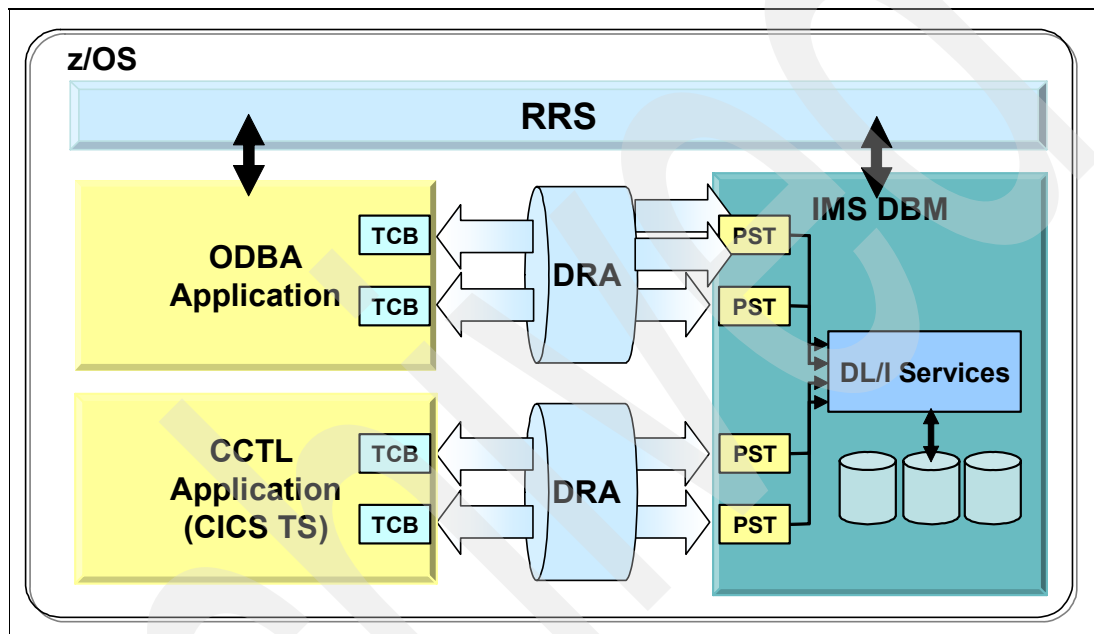 z/OS
RRS
ODBA
Application
TCB
TCB
DRA
IMS DBM
PST
PST
DL/I Services
CCTL
Application
(CICS TS)
TCB
TCB
DRA
PST
PST